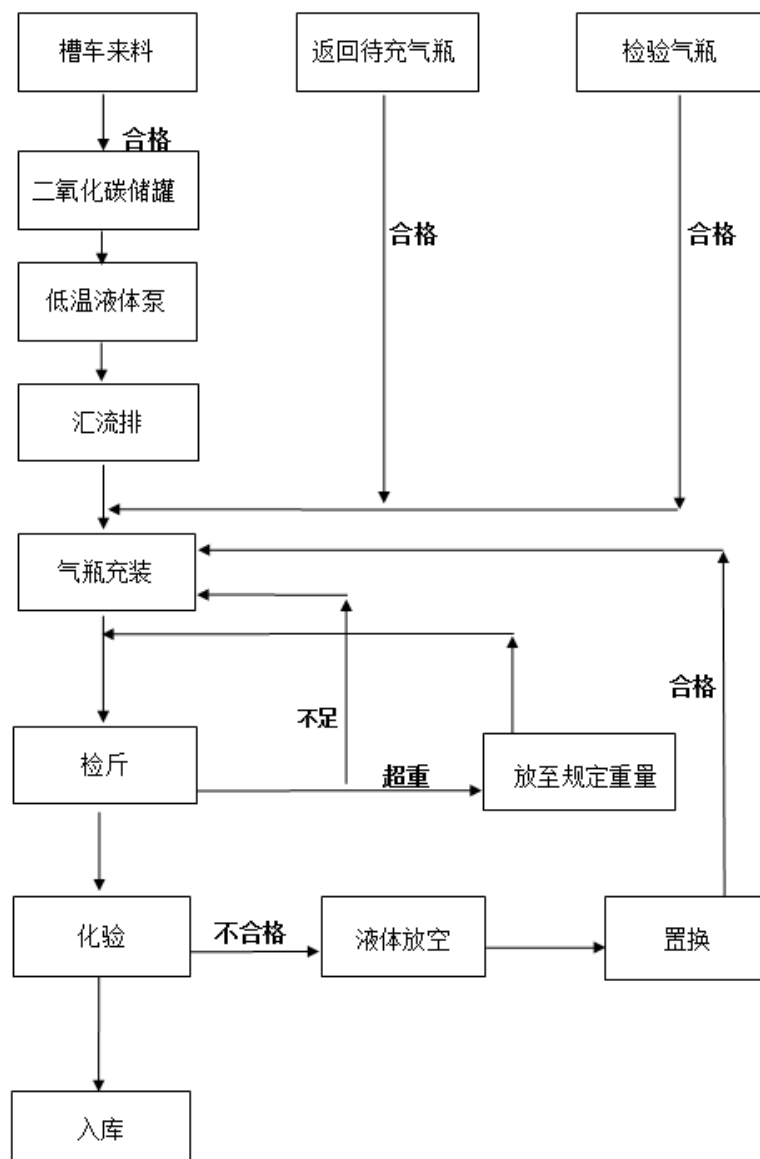 槽车来料
返回待充气瓶
检验气瓶
合格
二氧化碳储罐
合格
合格
低温液体泵
汇流排
气瓶充装
合格
不足
检斤
超重
放至规定重量
化验
不合格
液体放空
置换
入库